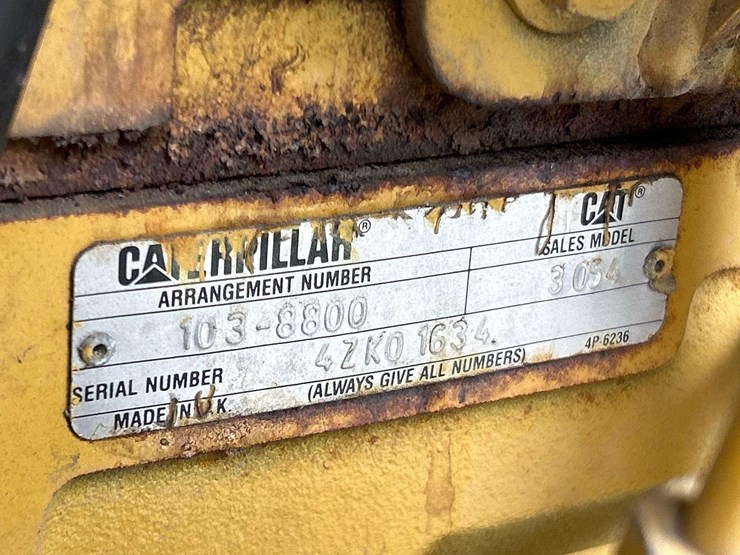 CATERPILLAR®
CAT®
ARRANGEMENT NUMBER
SALES MODEL
103-8800
3054
SERIAL NUMBER
4ZK01634.
MADE IN U.K.
(ALWAYS GIVE ALL NUMBERS)
4P-6236